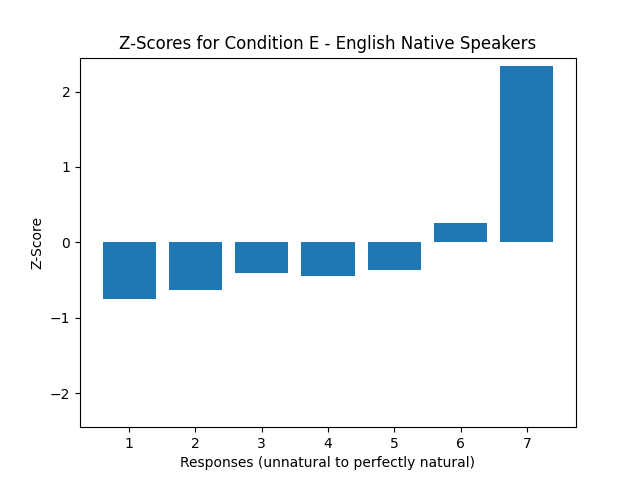 Z-Scores for Condition E - English Native Speakers
2
1
0
−1
−2
Z-Score
1 2 3 4 5 6 7
Responses (unnatural to perfectly natural)